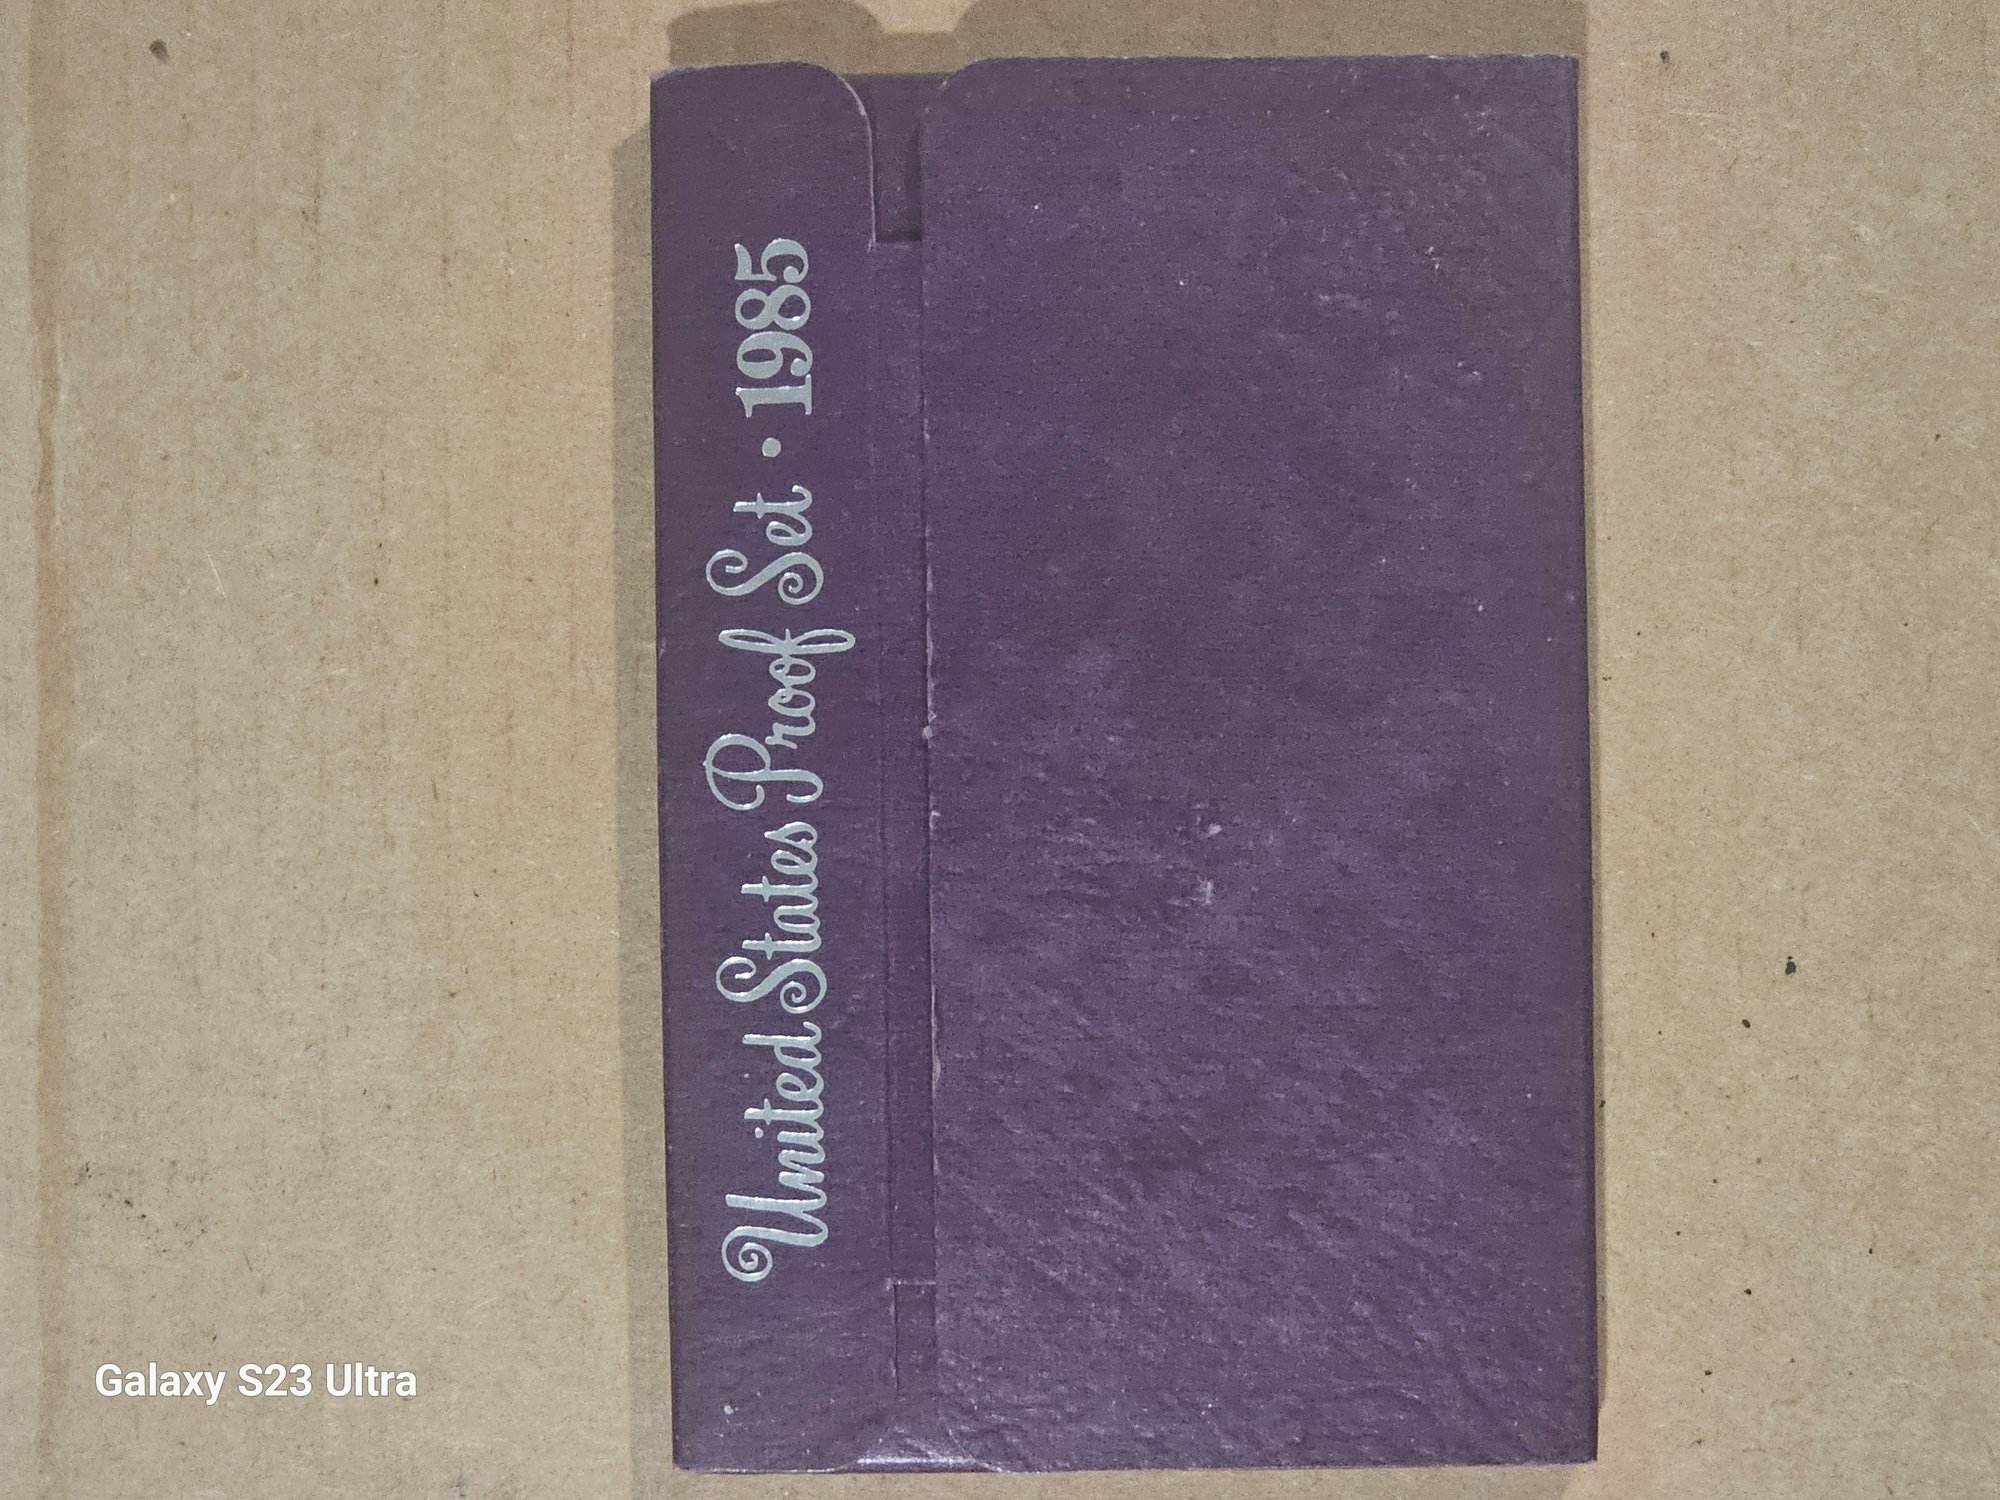 United States Proof Set • 1985
Galaxy S23 Ultra